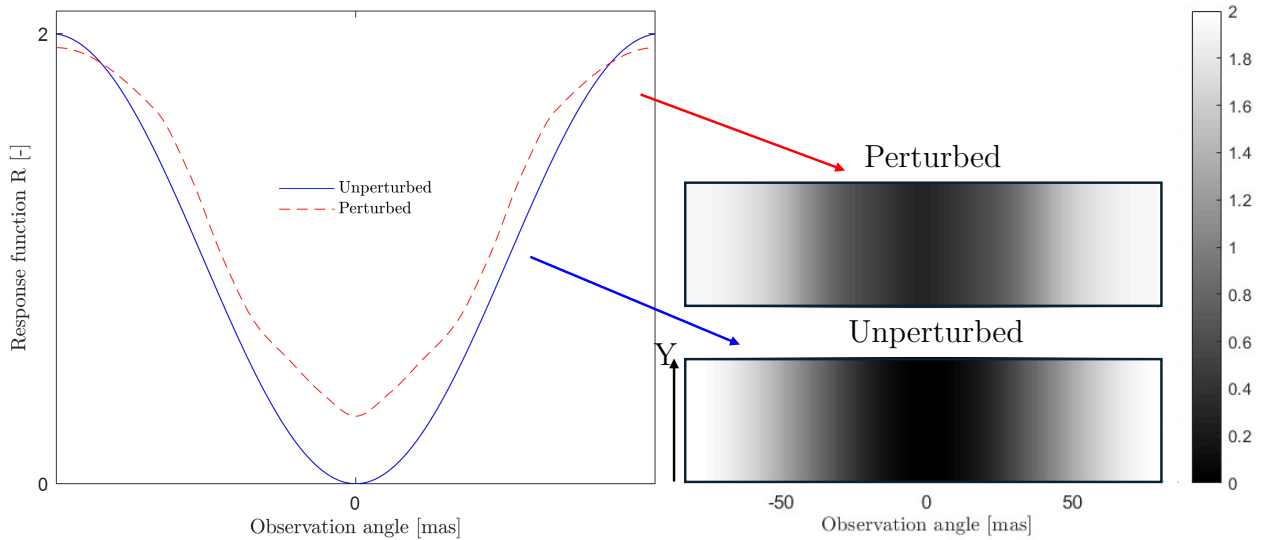 2
0
Response function R [-]
Unperturbed
Perturbed
0
Observation angle [mas]
Perturbed
Unperturbed
Y
-50
0
50
Observation angle [mas]
2
1.8
1.6
1.4
1.2
1
0.8
0.6
0.4
0.2
0